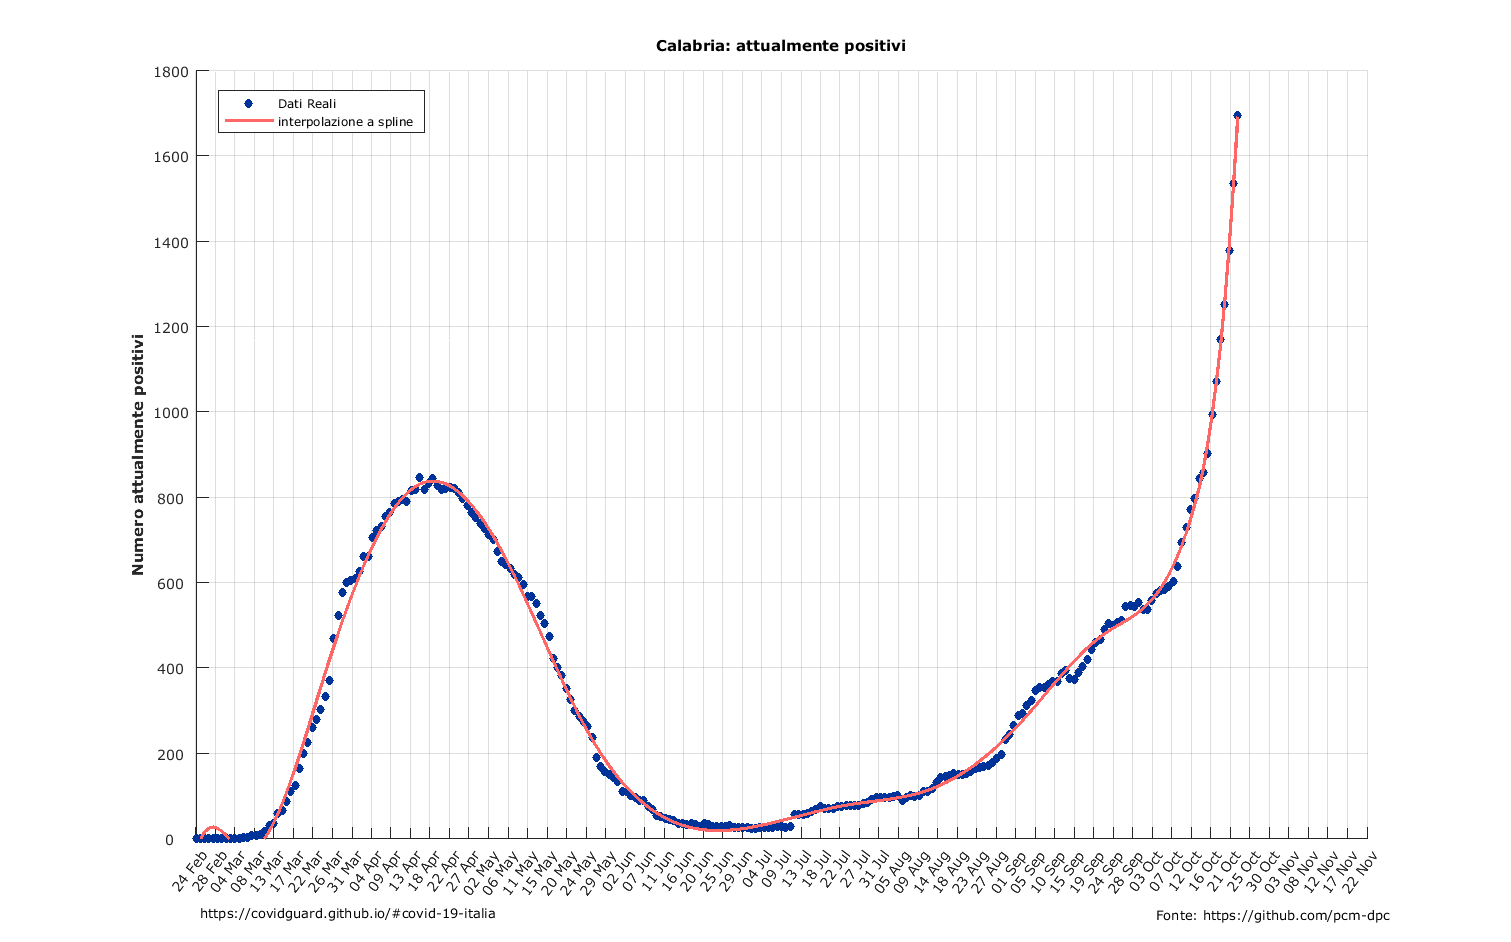 Calabria: attualmente positivi
Dati Reali
interpolazione a spline
Numero attualmente positivi
1800
1600
1400
1200
1000
800
600
400
200
0
24 Feb
28 Feb
04 Mar
08 Mar
13 Mar
17 Mar
22 Mar
26 Mar
31 Mar
04 Apr
09 Apr
13 Apr
18 Apr
22 Apr
27 Apr
02 May
06 May
11 May
15 May
20 May
24 May
29 May
02 Jun
07 Jun
11 Jun
16 Jun
20 Jun
25 Jun
29 Jun
04 Jul
09 Jul
13 Jul
18 Jul
22 Jul
27 Jul
31 Jul
05 Aug
09 Aug
14 Aug
18 Aug
23 Aug
27 Aug
01 Sep
05 Sep
10 Sep
15 Sep
19 Sep
24 Sep
28 Sep
03 Oct
07 Oct
12 Oct
16 Oct
21 Oct
25 Oct
30 Oct
03 Nov
08 Nov
12 Nov
17 Nov
22 Nov
https://covidguard.github.io/#covid-19-italia
Fonte: https://github.com/pcm-dpc